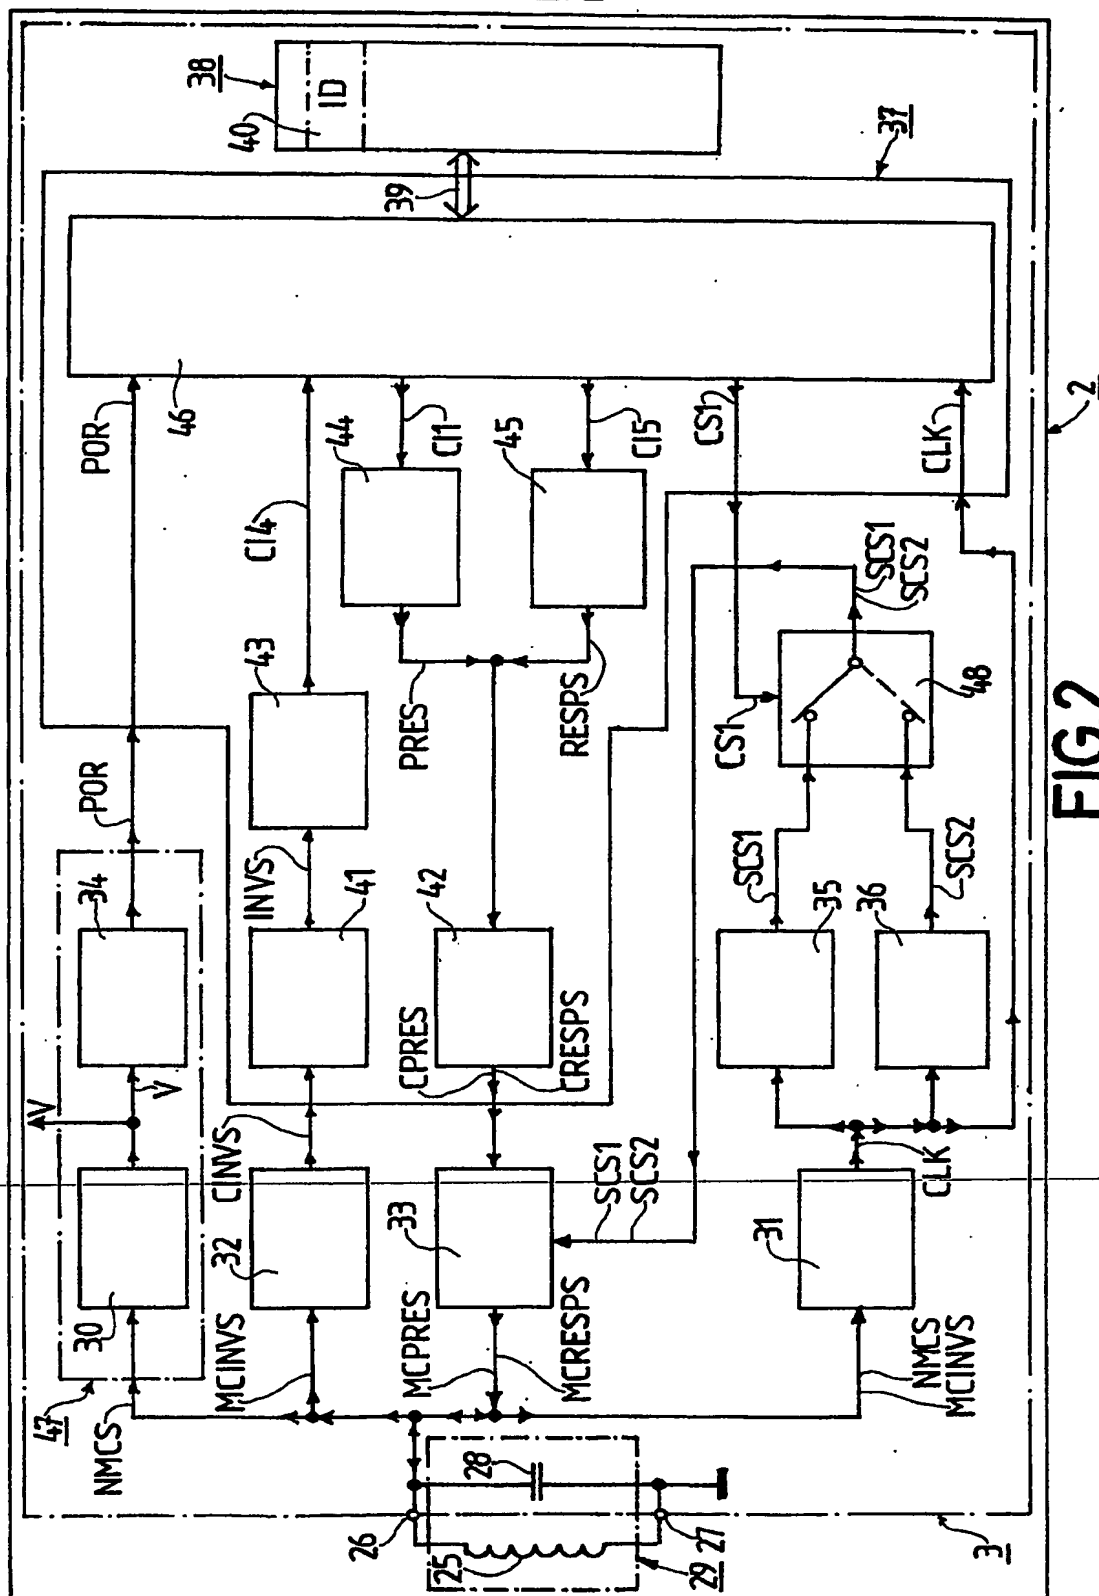 38
40
ID
39
37
46
POR
CI4
44
CI1
45
CI5
CS1
CLK
POR
43
PRES
RESPS
SCS1
SCS2
CS1
48
34
V
V
INVS
41
42
CPRES
CRESPS
SCS1
35
36
SCS2
30
CINVS
32
33
SCS1
SCS2
31
CLK
47
NMCS
MCINVS
MCPRES
MCRESPS
NMCS
MCINVS
26
25
28
27
29
3
2
FIG 2